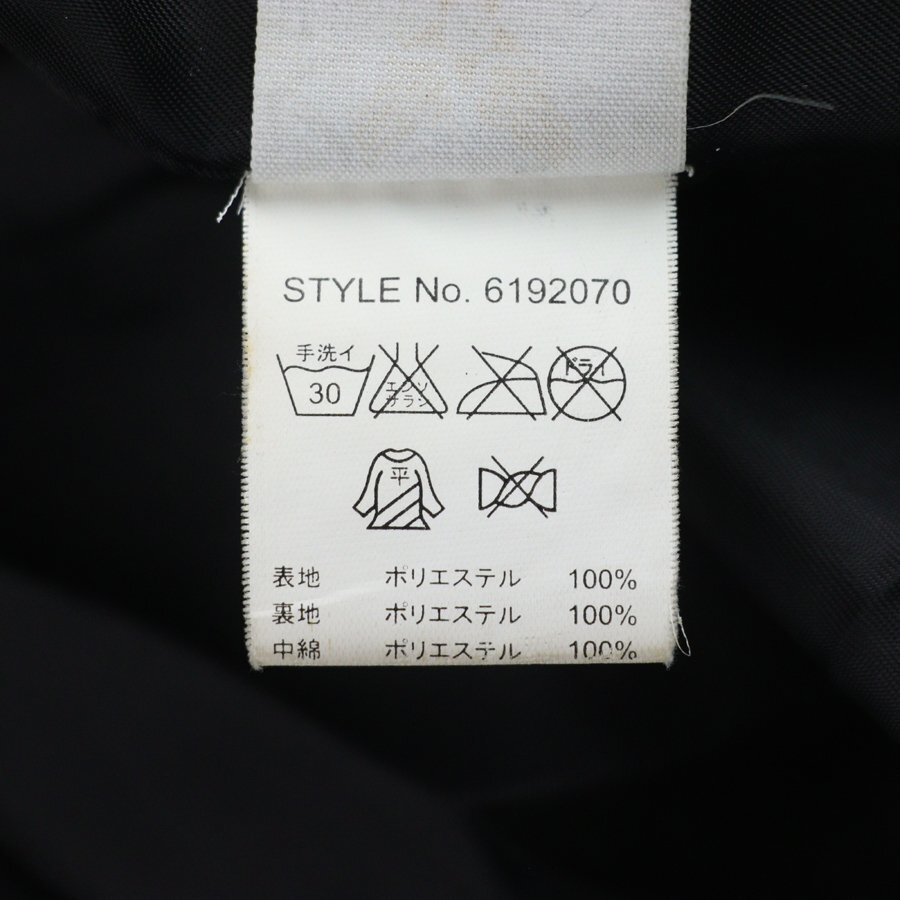 STYLE No. 6192070
手洗イ
30
エンソ
サラシ
ドライ
平
表地 ポリエステル 100%
裏地 ポリエステル 100%
中綿 ポリエステル 100%